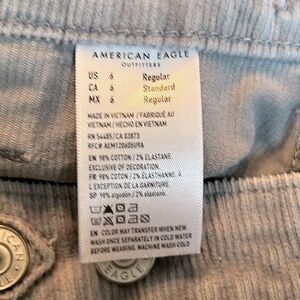 AMERICAN EAGLE
OUTFITTERS
US 6 Regular
CA 6 Standard
MX 6 Regular
MADE IN VIETNAM / FABRIQUÉ AU
VIETNAM / HECHO EN VIETNAM
RN 54485/CA 03873
RFC# AEM120605U9A
EN 98% COTTON / 2% ELASTANE.
EXCLUSIVE OF DECORATION.
FR 98% COTON / 2% ÉLASTHANNE. À
L'EXCEPTION DE LA GARNITURE.
SP 98% algodón / 2% elastano.
EN COLOR MAY TRANSFER WHEN NEW
WASH ONCE SEPARATELY IN COLD WATER
BEFORE WEARING. MACHINE WASH COLD
ICAN
EAGLE